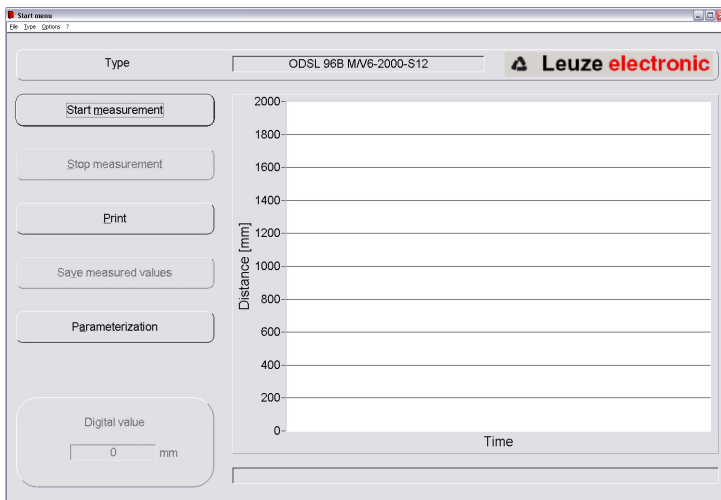 Start menu
File Type Options ?
Type
ODSL 96B M/V6-2000-S12
Leuze electronic
Start measurement
Stop measurement
Print
Save measured values
Parameterization
Digital value
0 mm
Distance [mm]
2000
1800
1600
1400
1200
1000
800
600
400
200
0
Time